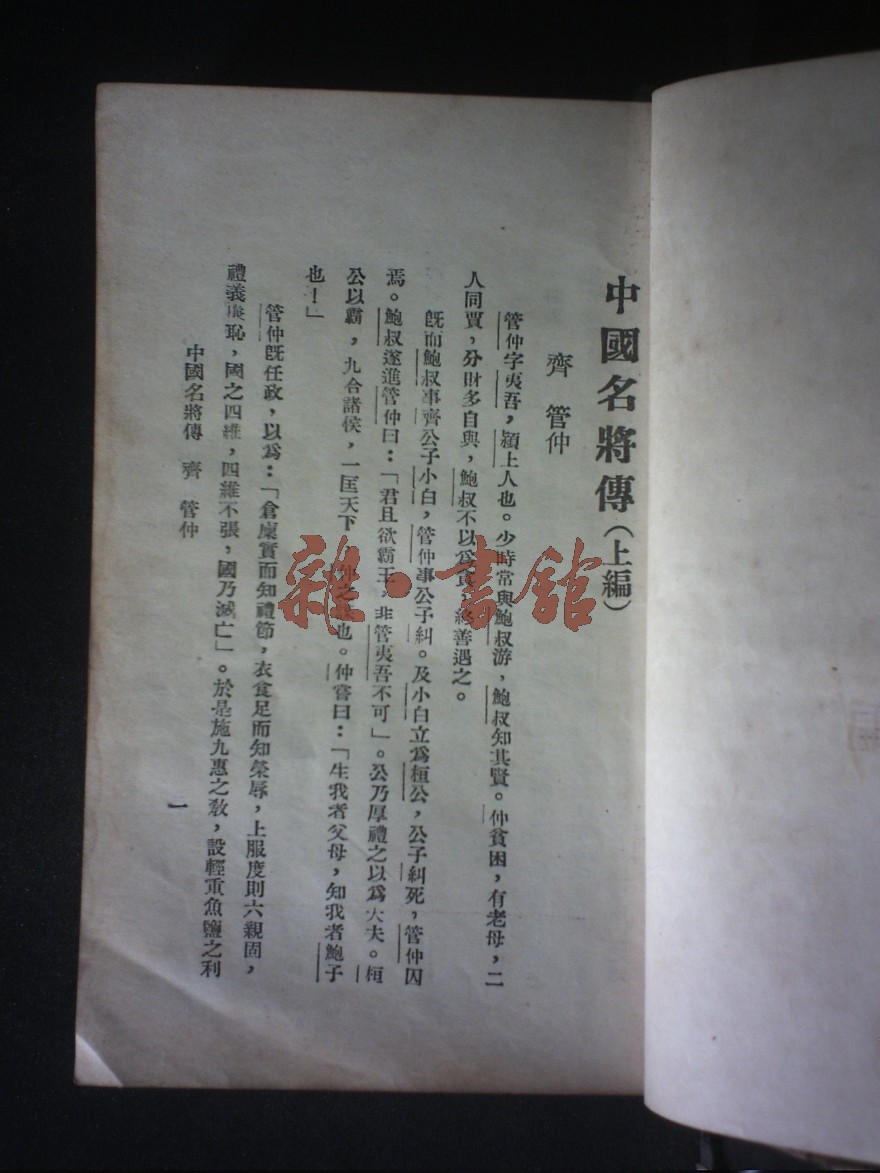 中國名將傳（上編）
齊 管仲
管仲字夷吾，潁上人也。少時常與鮑叔游，鮑叔知其賢。仲貧困，有老母，二
人同賈，分財多自與，鮑叔不以爲貪，終善遇之。
旣而鮑叔事齊公子小白，管仲事公子糾。及小白立爲桓公，公子糾死，管仲囚
焉。鮑叔遂進管仲曰：「君且欲霸王，非管夷吾不可」。公乃厚禮之以爲大夫。桓
公以霸，九合諸侯，一匡天下，仲之也。仲嘗曰：「生我者父母，知我者鮑子
也！」
管仲旣任政，以爲：「倉廩實而知禮節，衣食足而知榮辱，上服度則六親固，
禮義廉恥，國之四維，四維不張，國乃滅亡」。於是施九惠之敎，設輕重魚鹽之利
中國名將傳 齊 管仲
一
雜·書館